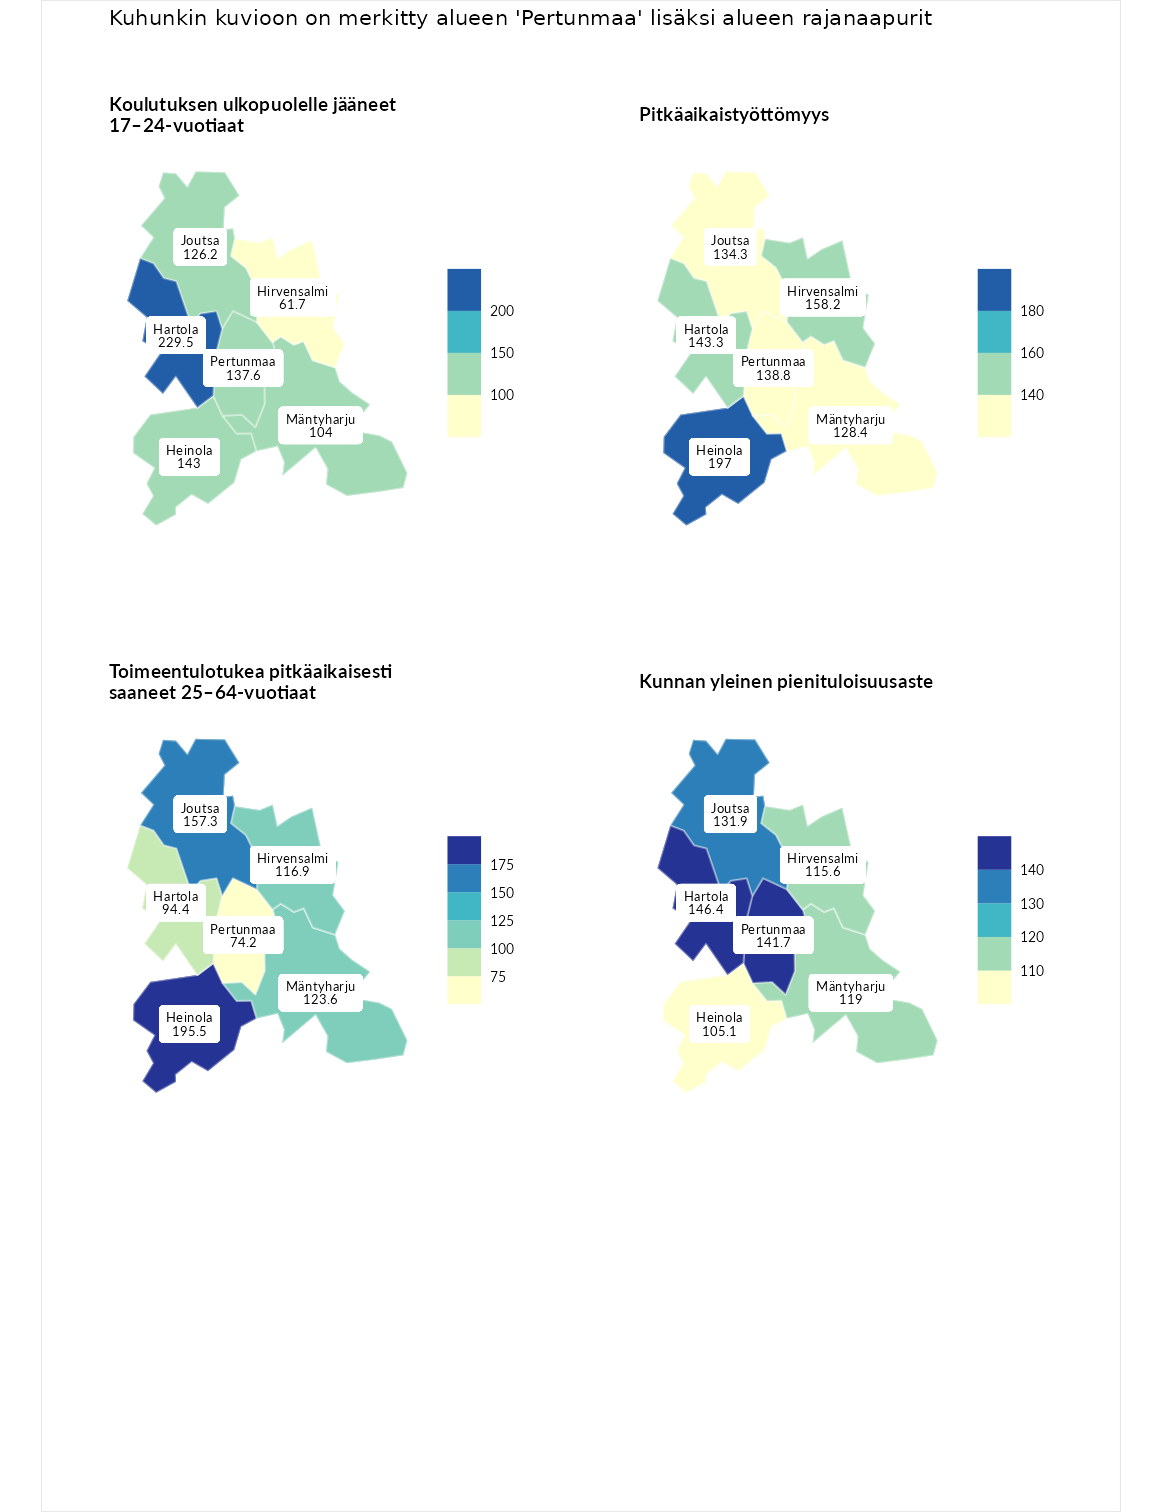 Kuhunkin kuvioon on merkitty alueen 'Pertunmaa' lisäksi alueen rajanaapurit
Koulutuksen ulkopuolelle jääneet
17–24-vuotiaat
Joutsa
126.2
Hirvensalmi
61.7
Hartola
229.5
Pertunmaa
137.6
Mäntyharju
104
Heinola
143
200
150
100
Pitkäaikaistyöttömyys
Joutsa
134.3
Hirvensalmi
158.2
Hartola
143.3
Pertunmaa
138.8
Mäntyharju
128.4
Heinola
197
180
160
140
Toimeentulotukea pitkäaikaisesti
saaneet 25–64-vuotiaat
Joutsa
157.3
Hirvensalmi
116.9
Hartola
94.4
Pertunmaa
74.2
Mäntyharju
123.6
Heinola
195.5
175
150
125
100
75
Kunnan yleinen pienituloisuusaste
Joutsa
131.9
Hirvensalmi
115.6
Hartola
146.4
Pertunmaa
141.7
Mäntyharju
119
Heinola
105.1
140
130
120
110